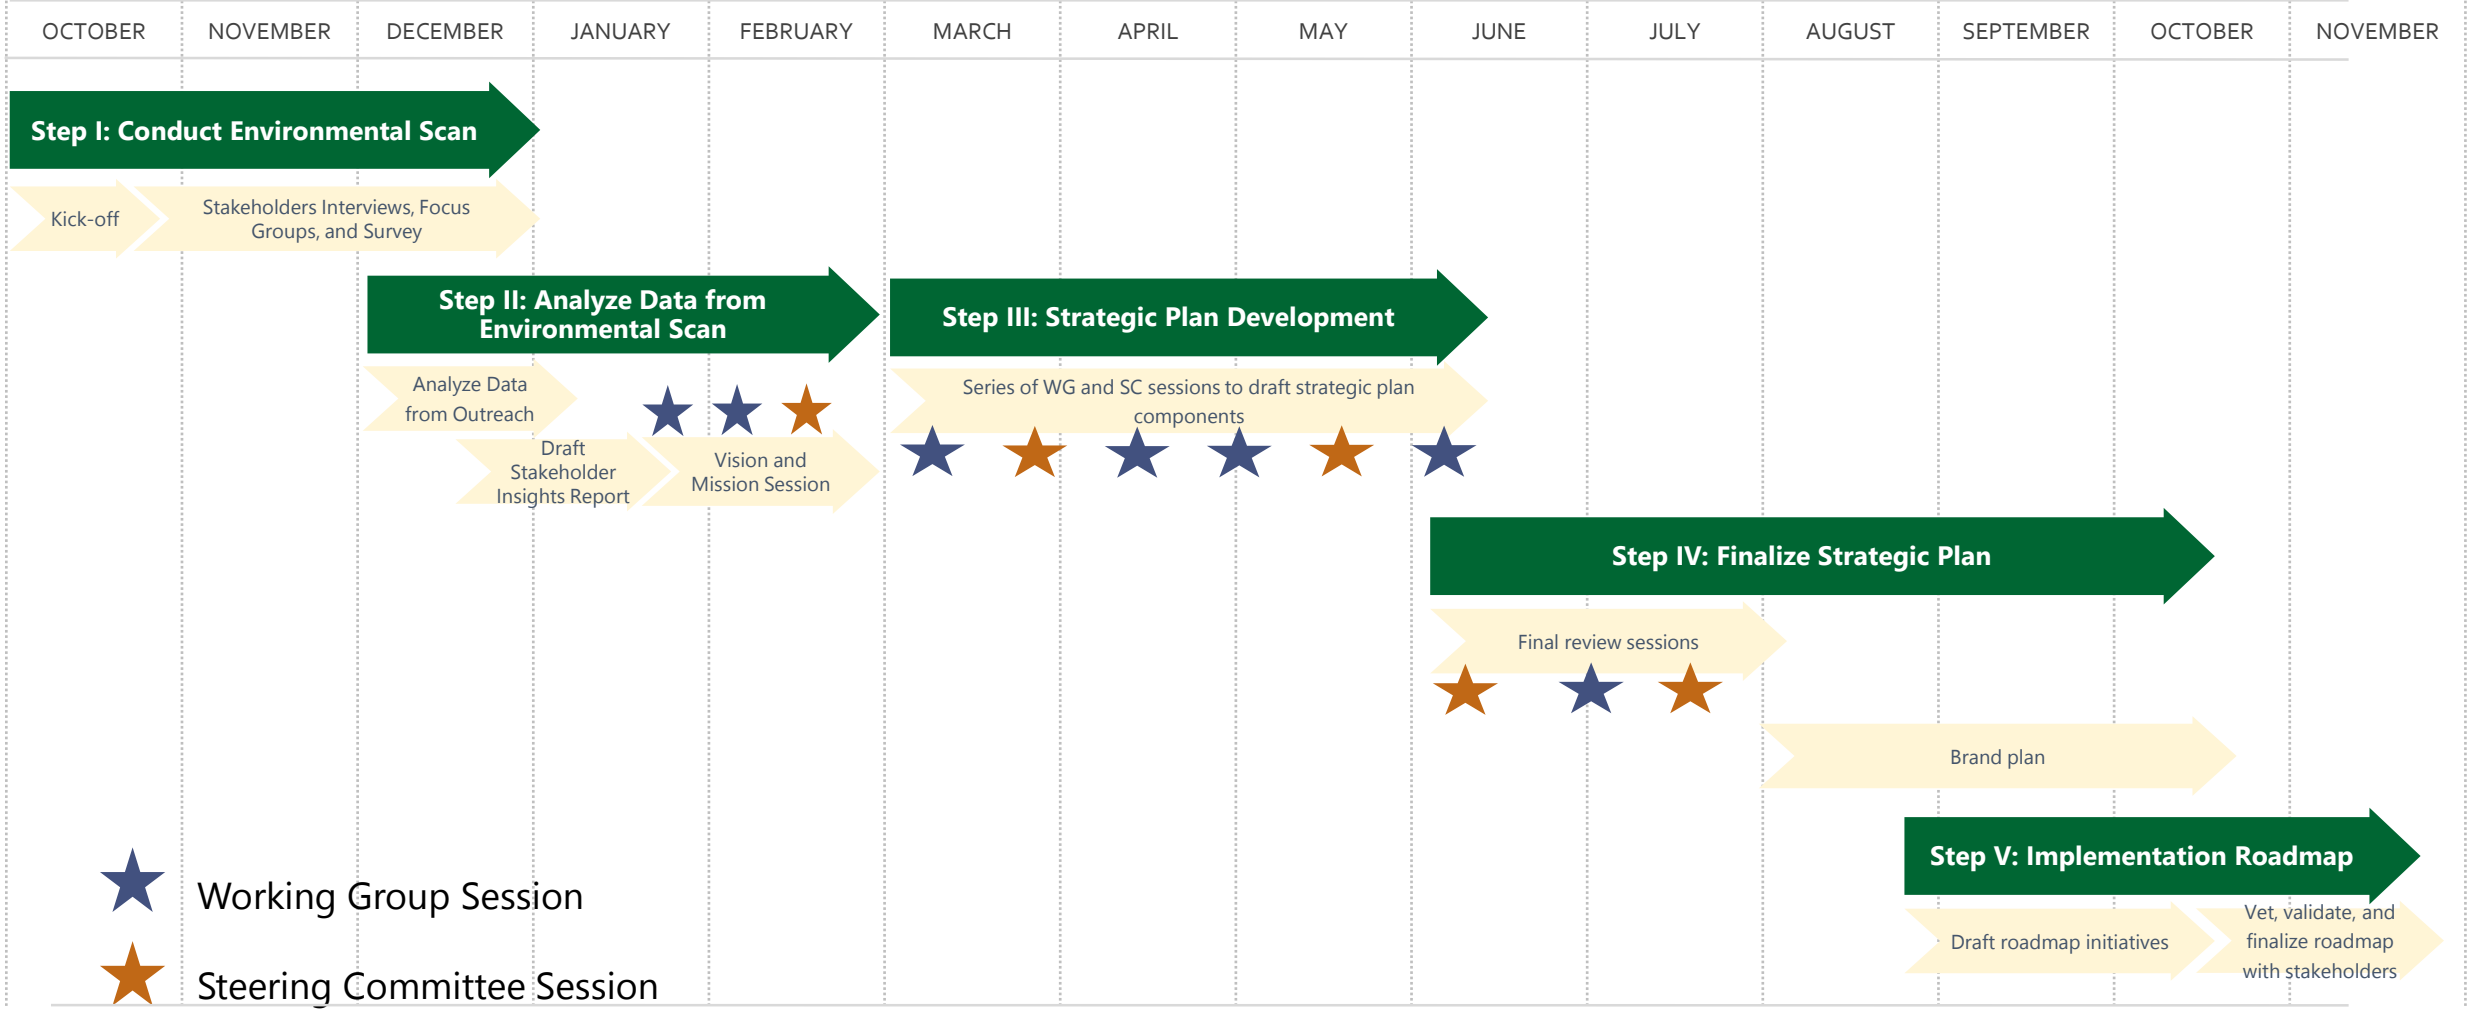 OCTOBER
NOVEMBER
DECEMBER
JANUARY
FEBRUARY
MARCH
APRIL
MAY
JUNE
JULY
AUGUST
SEPTEMBER
OCTOBER
NOVEMBER
Step I: Conduct Environmental Scan
Kick-off
Stakeholders Interviews, Focus
Groups, and Survey
Step II: Analyze Data from
Environmental Scan
Step III: Strategic Plan Development
Analyze Data
from Outreach
Series of WG and SC sessions to draft strategic plan
components
Draft
Stakeholder
Insights Report
Vision and
Mission Session
Step IV: Finalize Strategic Plan
Final review sessions
Brand plan
Step V: Implementation Roadmap
Draft roadmap initiatives
Vet, validate, and
finalize roadmap
with stakeholders
Working Group Session
Steering Committee Session